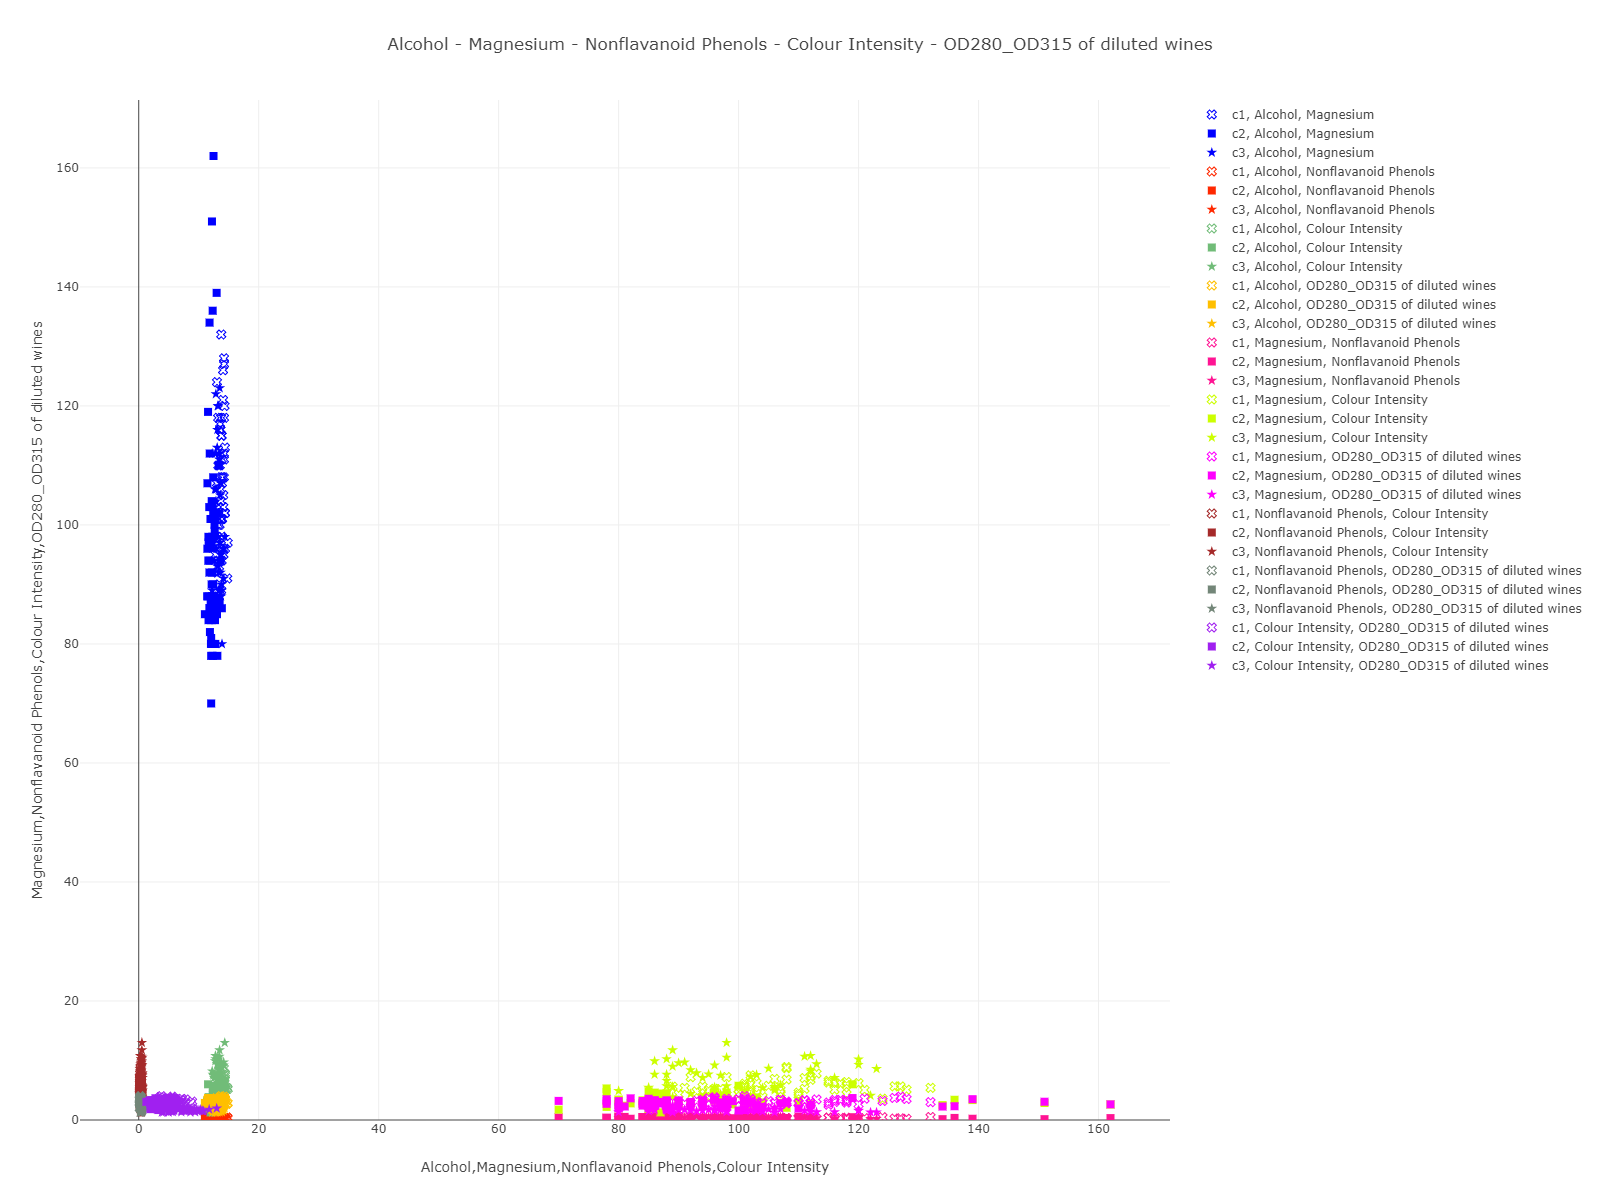 Alcohol - Magnesium - Nonflavanoid Phenols - Colour Intensity - OD280_OD315 of diluted wines
Magnesium,Nonflavanoid Phenols,Colour Intensity,OD280_OD315 of diluted wines
160
140
120
100
80
60
40
20
0
0 20 40 60 80 100 120 140 160
Alcohol,Magnesium,Nonflavanoid Phenols,Colour Intensity
c1, Alcohol, Magnesium
c2, Alcohol, Magnesium
c3, Alcohol, Magnesium
c1, Alcohol, Nonflavanoid Phenols
c2, Alcohol, Nonflavanoid Phenols
c3, Alcohol, Nonflavanoid Phenols
c1, Alcohol, Colour Intensity
c2, Alcohol, Colour Intensity
c3, Alcohol, Colour Intensity
c1, Alcohol, OD280_OD315 of diluted wines
c2, Alcohol, OD280_OD315 of diluted wines
c3, Alcohol, OD280_OD315 of diluted wines
c1, Magnesium, Nonflavanoid Phenols
c2, Magnesium, Nonflavanoid Phenols
c3, Magnesium, Nonflavanoid Phenols
c1, Magnesium, Colour Intensity
c2, Magnesium, Colour Intensity
c3, Magnesium, Colour Intensity
c1, Magnesium, OD280_OD315 of diluted wines
c2, Magnesium, OD280_OD315 of diluted wines
c3, Magnesium, OD280_OD315 of diluted wines
c1, Nonflavanoid Phenols, Colour Intensity
c2, Nonflavanoid Phenols, Colour Intensity
c3, Nonflavanoid Phenols, Colour Intensity
c1, Nonflavanoid Phenols, OD280_OD315 of diluted wines
c2, Nonflavanoid Phenols, OD280_OD315 of diluted wines
c3, Nonflavanoid Phenols, OD280_OD315 of diluted wines
c1, Colour Intensity, OD280_OD315 of diluted wines
c2, Colour Intensity, OD280_OD315 of diluted wines
c3, Colour Intensity, OD280_OD315 of diluted wines